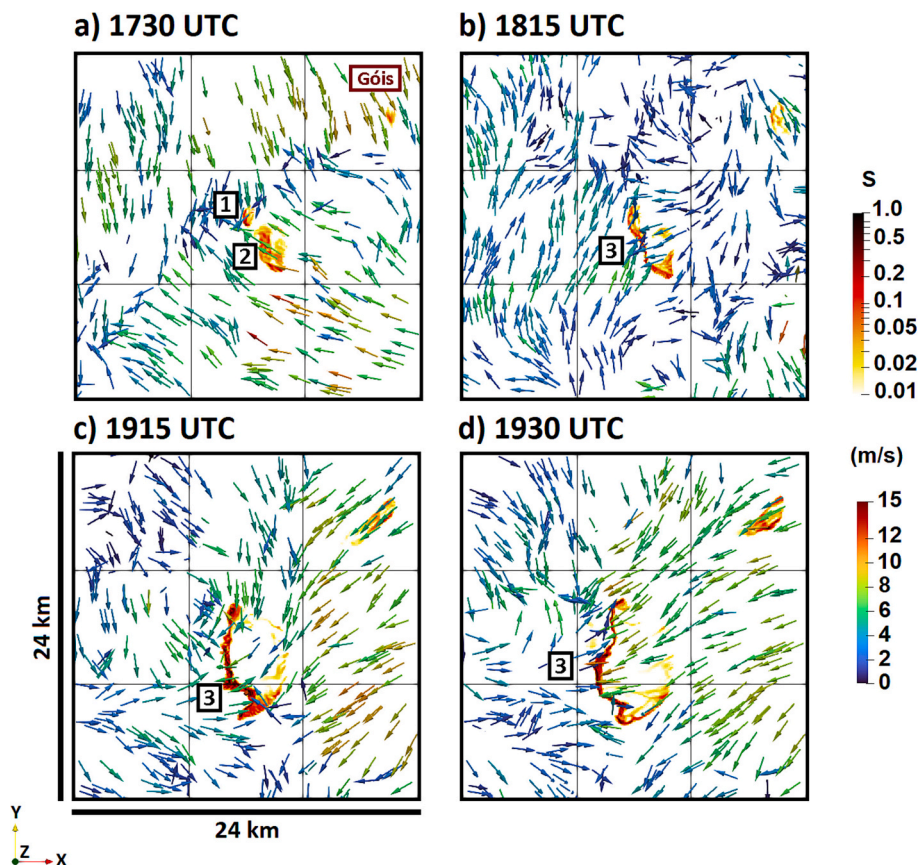 a) 1730 UTC
b) 1815 UTC
Góis
1
2
3
S
1.0
0.5
0.2
0.1
0.05
0.02
0.01
c) 1915 UTC
d) 1930 UTC
3
3
(m/s)
15
12
10
8
6
4
2
0
24 km
24 km
Y
Z
X